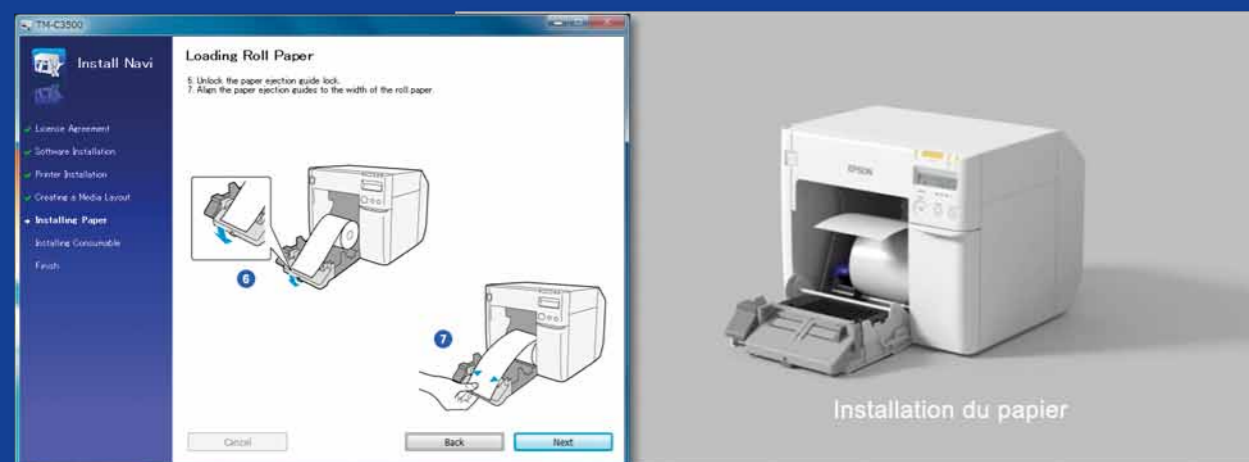 TM-C3500
Install Navi
License Agreement
Software Installation
Printer Installation
Creating a Media Layout
Installing Paper
Installing Consumable
Finish
Loading Roll Paper
6. Unlock the paper ejection guide lock.
7. Align the paper ejection guides to the width of the roll paper.
6
7
Cancel
Back
Next
EPSON
Installation du papier